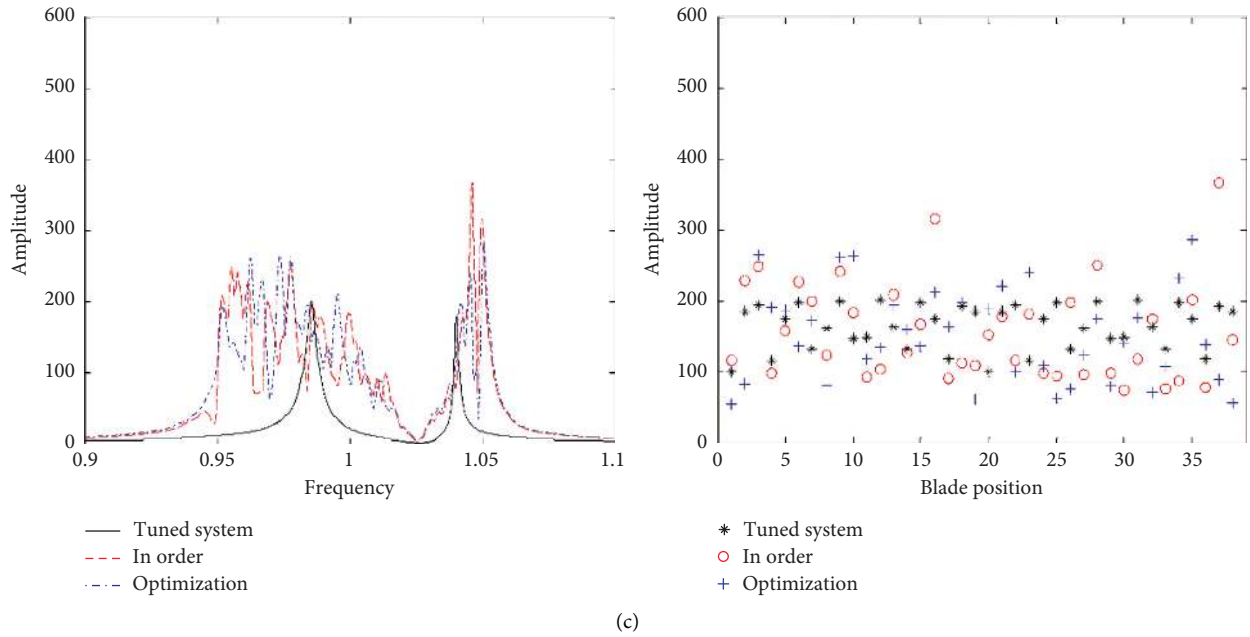 600
500
400
300
200
100
0
Amplitude
0.9 0.95 1 1.05 1.1
Frequency
Tuned system
In order
Optimization
600
500
400
300
200
100
0
Amplitude
0 5 10 15 20 25 30 35
Blade position
Tuned system
In order
Optimization
(c)